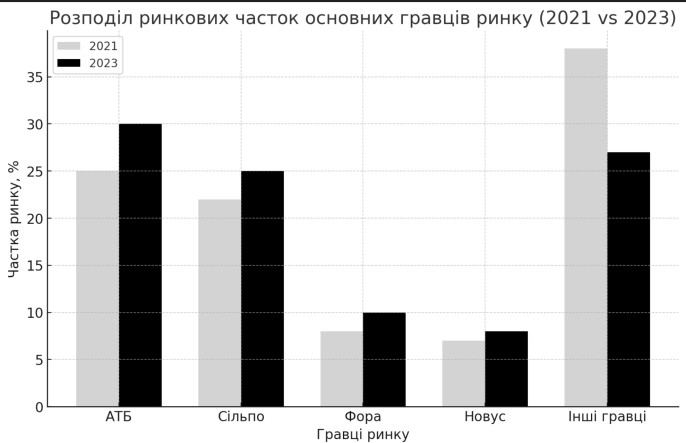 Розподіл ринкових часток основних гравців ринку (2021 vs 2023)
2021
2023
Частка ринку, %
35
30
25
20
15
10
5
0
АТБ
Сільпо
Фора
Новус
Інші гравці
Гравці ринку